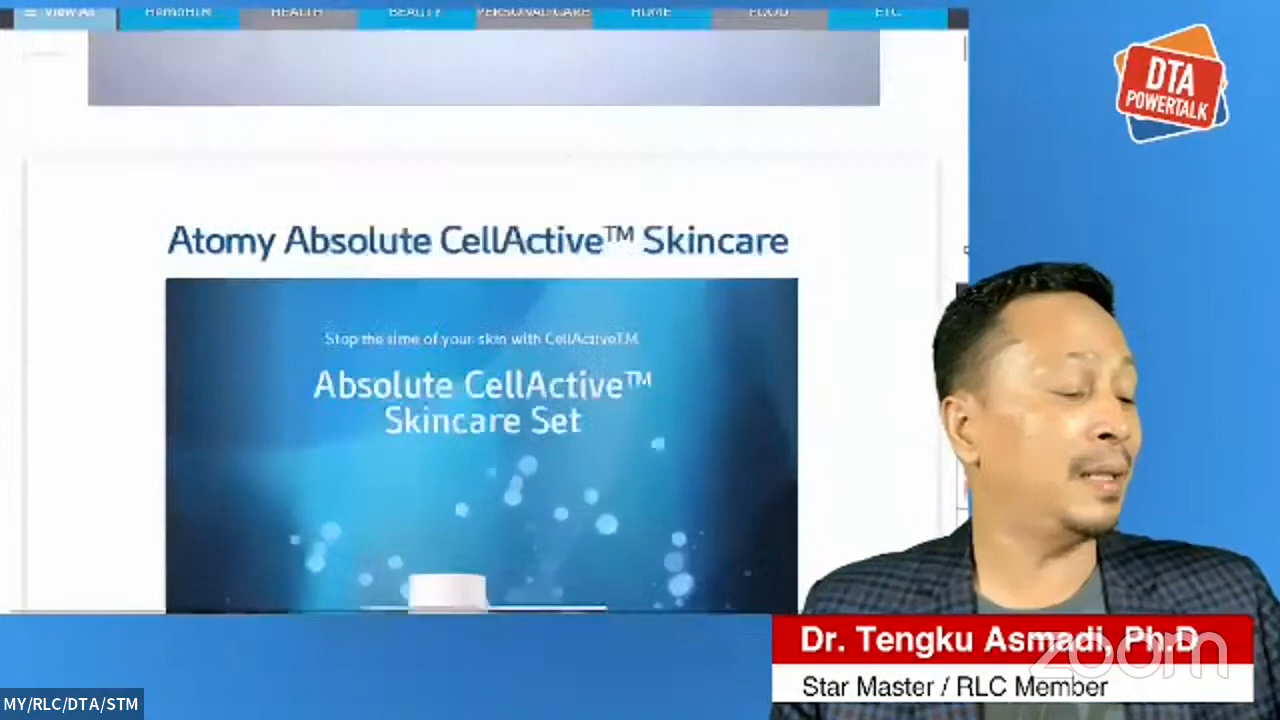 View All
HemoHIM
HEALTH
BEAUTY
PERSONAL CARE
HOME
FOOD
ETC
DTA
POWERTALK
Atomy Absolute CellActive™ Skincare
Stop the time of your skin with CellActiveTM
Absolute CellActive™
Skincare Set
Dr. Tengku Asmadi, Ph.D
zoom
Star Master / RLC Member
MY/RLC/DTA/STM